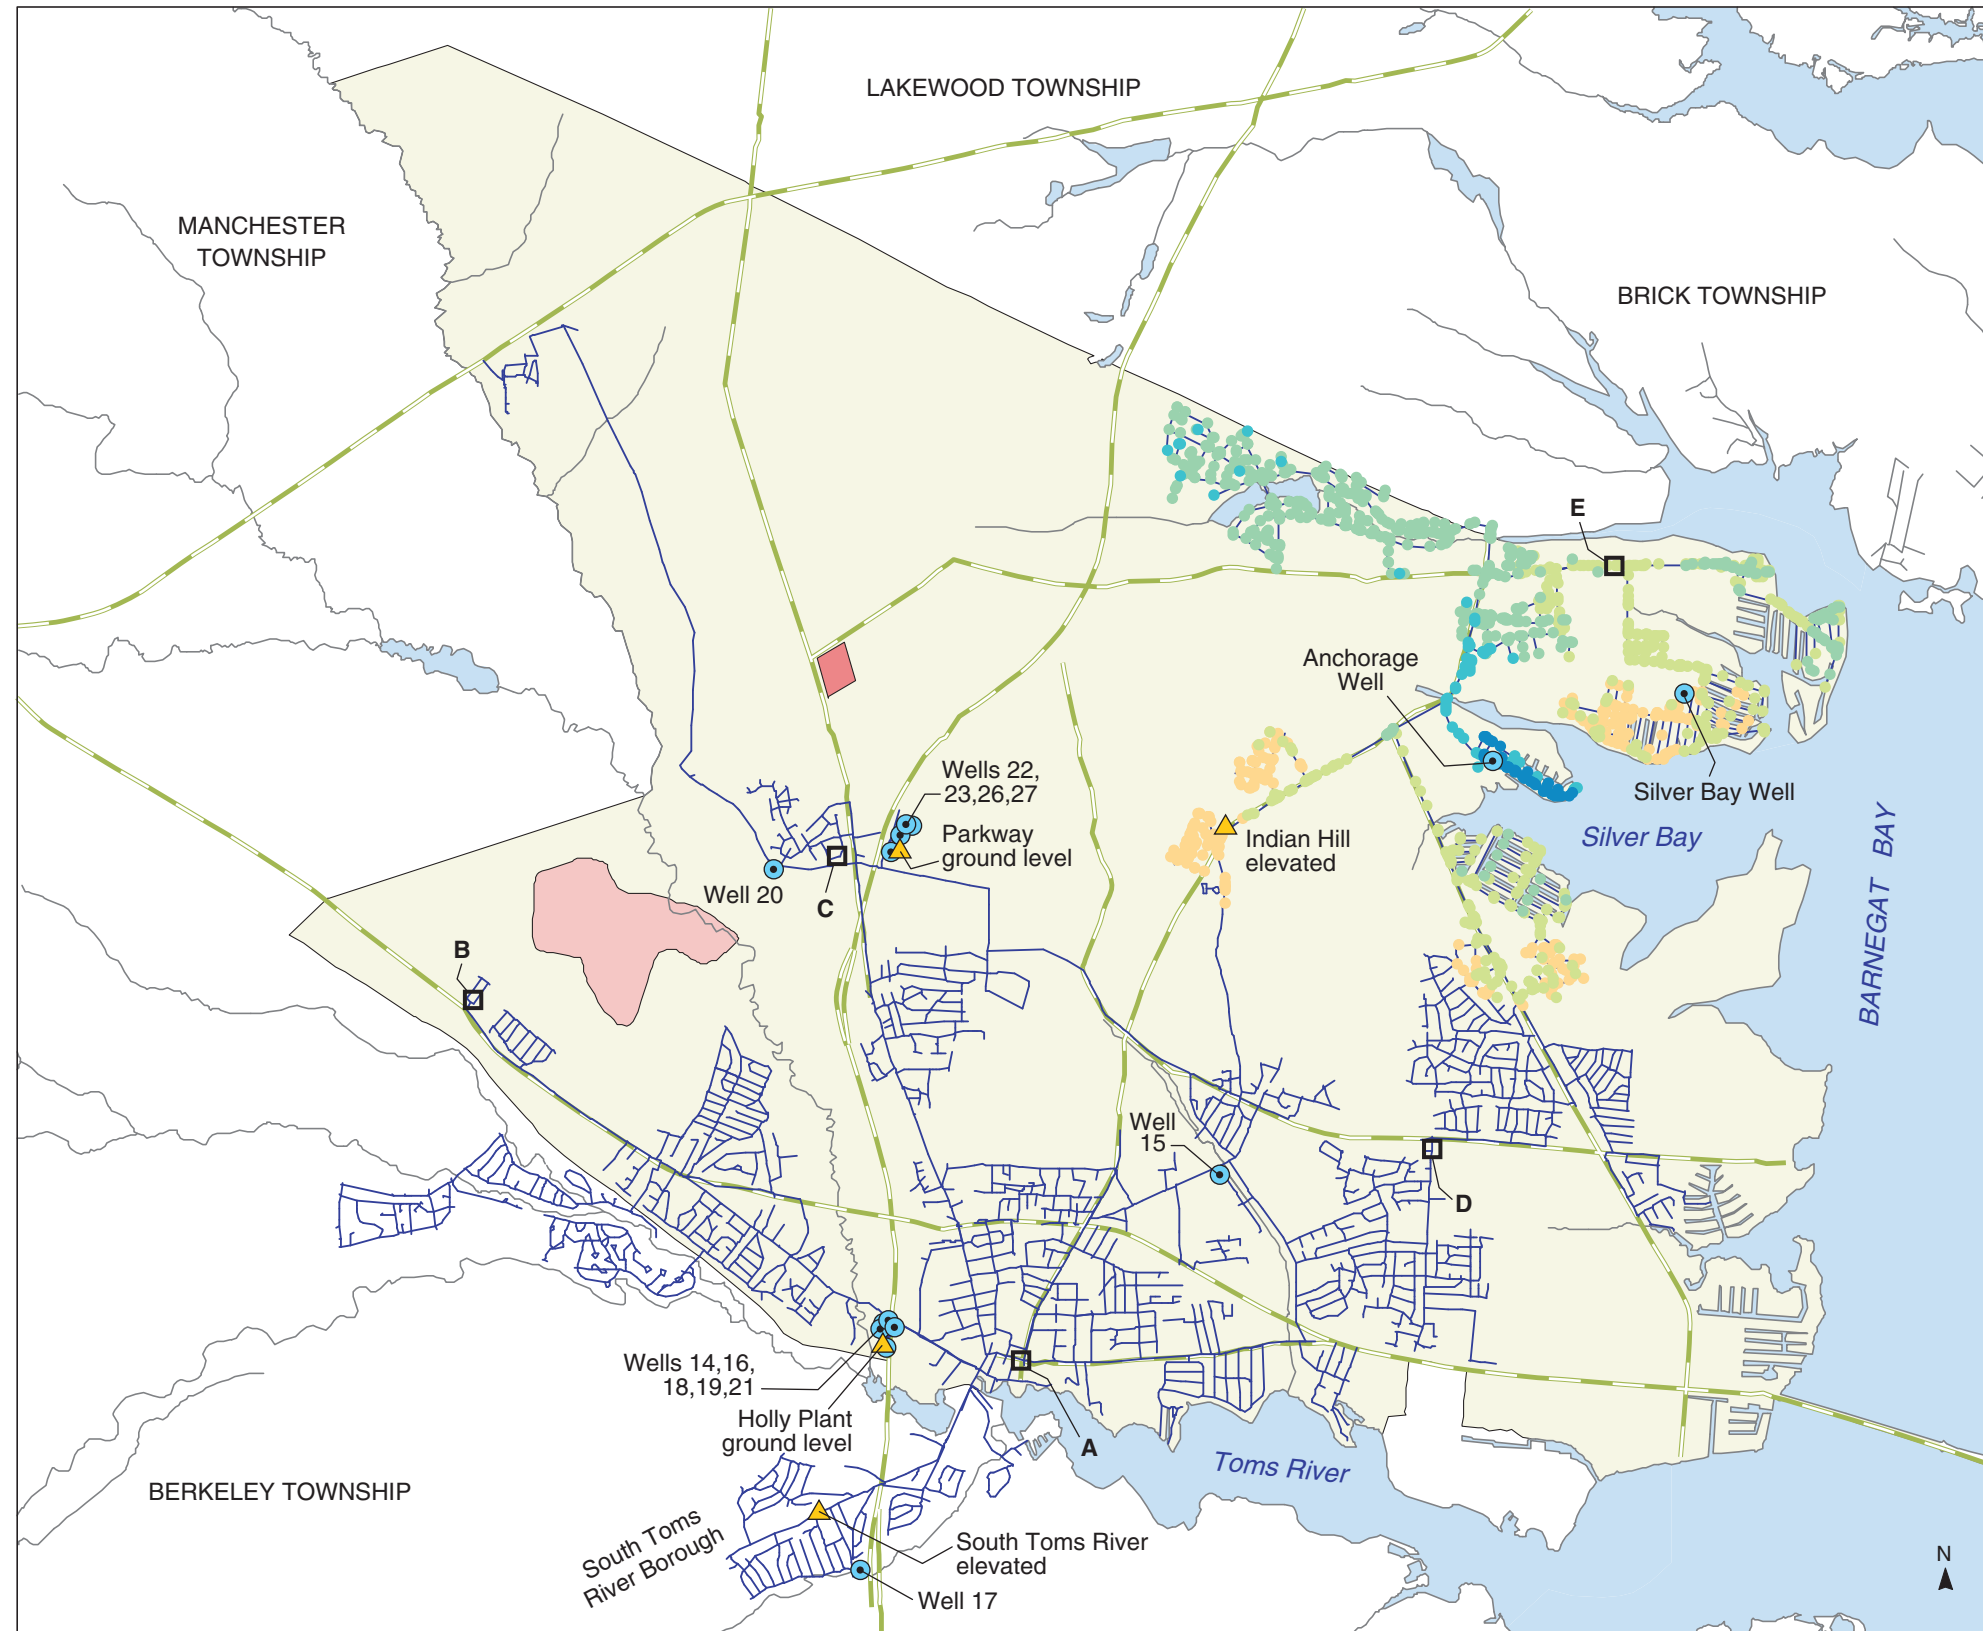 LAKEWOOD TOWNSHIP
MANCHESTER
TOWNSHIP
BRICK TOWNSHIP
E
Anchorage
Well
Wells 22,
23,26,27
Silver Bay Well
Parkway
ground level
Indian Hill
elevated
Silver Bay
BARNEGAT BAY
Well 20
C
B
Well
15
D
Wells 14,16,
18,19,21
Holly Plant
ground level
A
Toms River
BERKELEY TOWNSHIP
South Toms
River Borough
South Toms River
elevated
Well 17
N